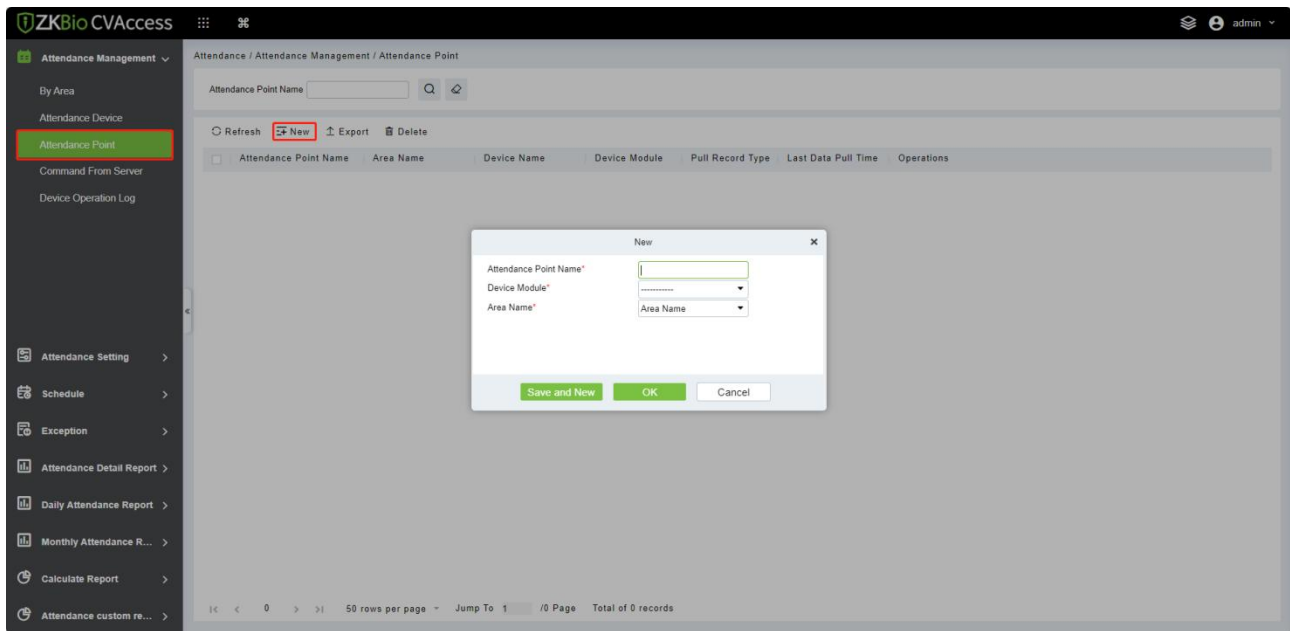 ZKBio CVAccess
admin
Attendance Management
Attendance / Attendance Management / Attendance Point
By Area
Attendance Point Name
Attendance Device
Attendance Point
Refresh New Export Delete
Command From Server
Attendance Point Name Area Name Device Name Device Module Pull Record Type Last Data Pull Time Operations
Device Operation Log
New
Attendance Point Name*
Device Module* -----------
Area Name* Area Name
Save and New OK Cancel
Attendance Setting
Schedule
Exception
Attendance Detail Report
Daily Attendance Report
Monthly Attendance R...
Calculate Report
Attendance custom re...
0 50 rows per page Jump To 1 /0 Page Total of 0 records